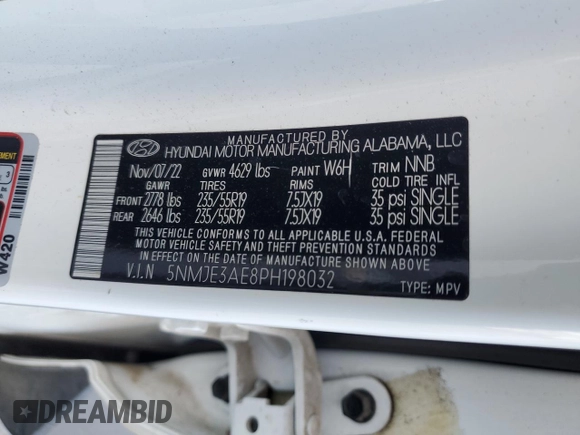 MANUFACTURED BY
HYUNDAI MOTOR MANUFACTURING ALABAMA, LLC
Nov/07/22 GVWR 4629 lbs PAINT W6H TRIM NNB
GAWR TIRES RIMS COLD TIRE INFL
FRONT 2778 lbs 235/55R19 7.5JX19 35 psi SINGLE
REAR 2646 lbs 235/55R19 7.5JX19 35 psi SINGLE
THIS VEHICLE CONFORMS TO ALL APPLICABLE U.S.A. FEDERAL
MOTOR VEHICLE SAFETY AND THEFT PREVENTION STANDARDS
IN EFFECT ON THE DATE OF MANUFACTURE SHOWN ABOVE.
V.I.N 5NMJE3AE8PH198032
TYPE: MPV
3
lbs
W420
DREAMBID